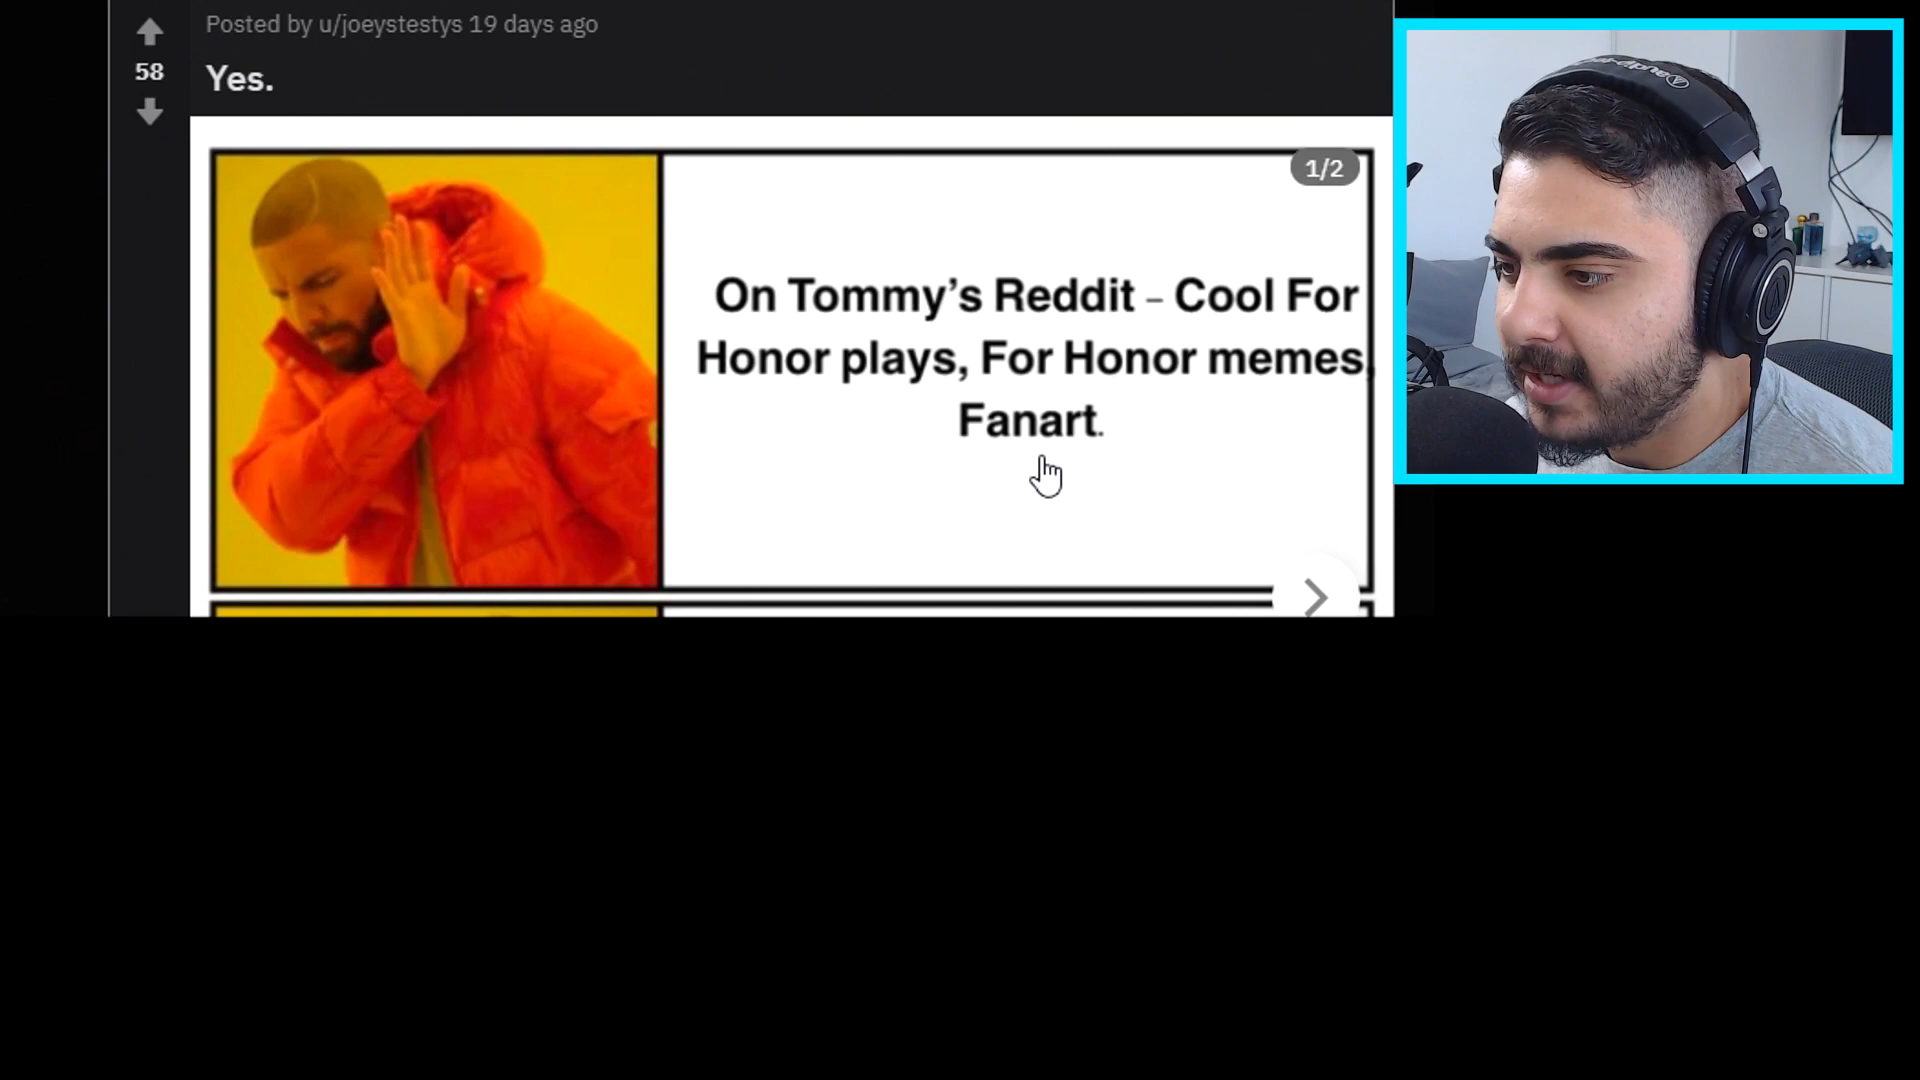 Posted by u/joeystestys 19 days ago
58
Yes.
1/2
On Tommy’s Reddit – Cool For
Honor plays, For Honor memes,
Fanart.
audio-